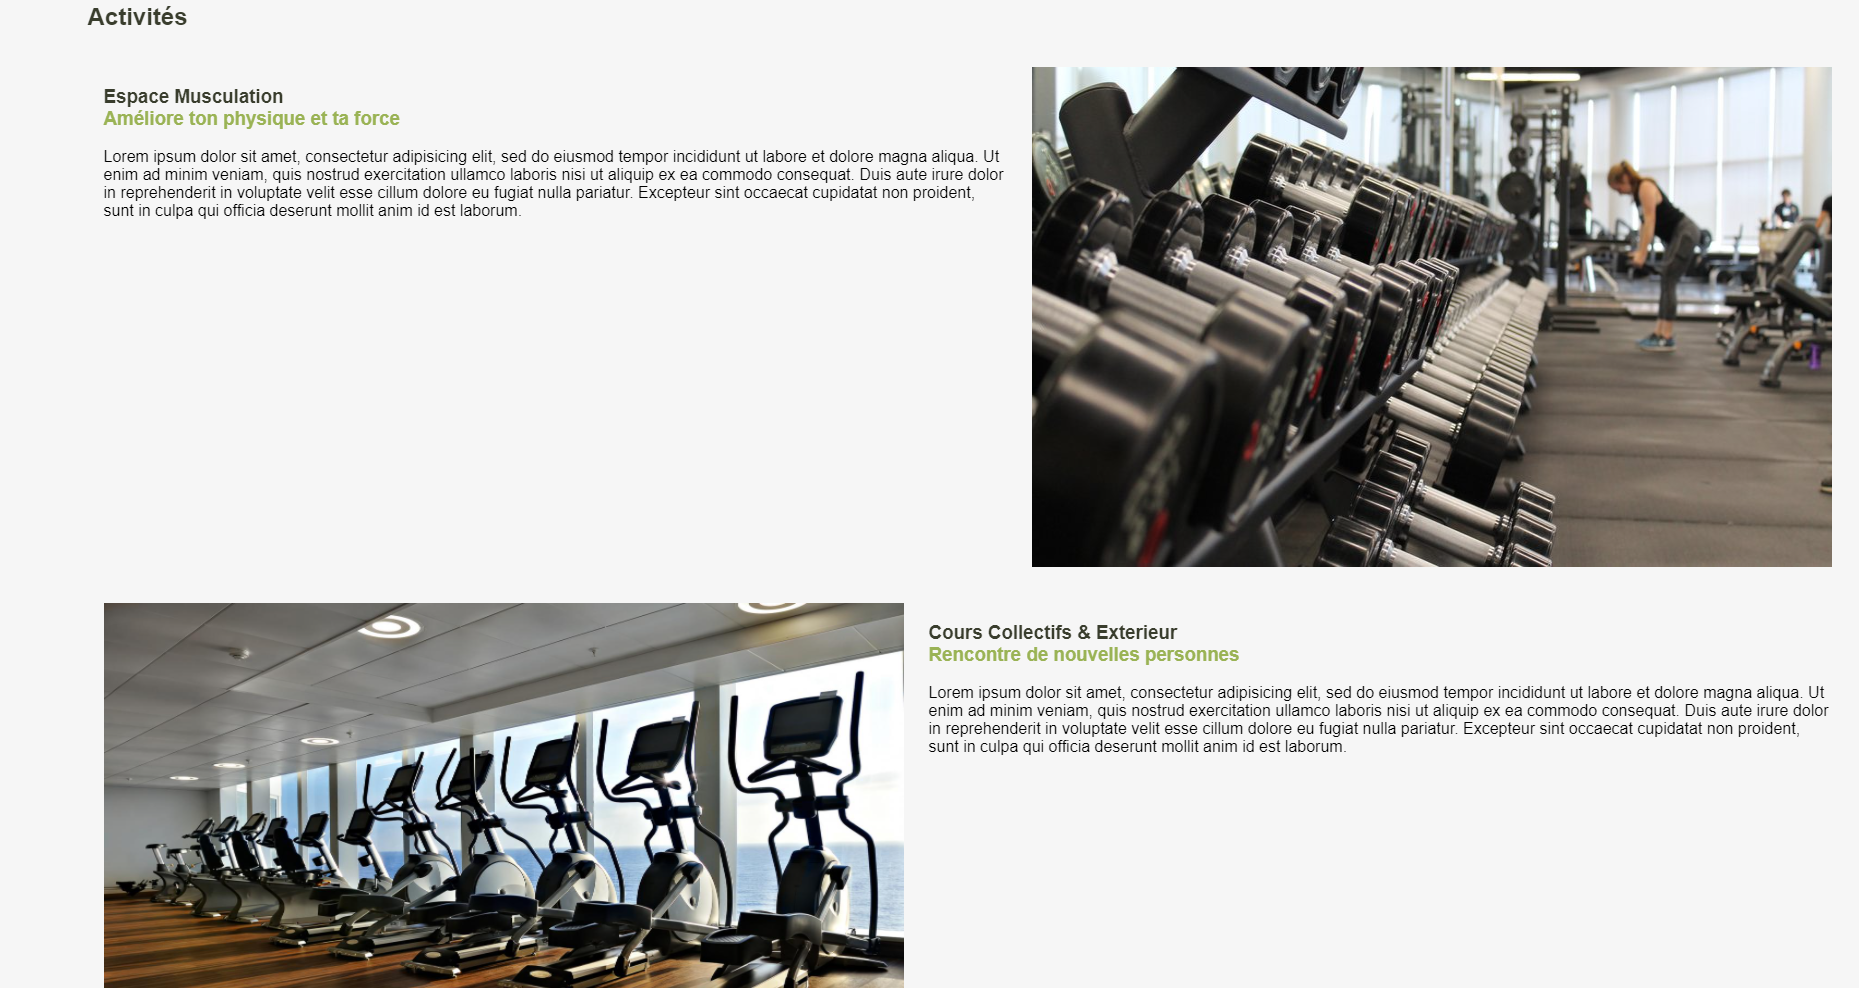 Activités
Espace Musculation
Améliore ton physique et ta force
Lorem ipsum dolor sit amet, consectetur adipisicing elit, sed do eiusmod tempor incididunt ut labore et dolore magna aliqua. Ut
enim ad minim veniam, quis nostrud exercitation ullamco laboris nisi ut aliquip ex ea commodo consequat. Duis aute irure dolor
in reprehenderit in voluptate velit esse cillum dolore eu fugiat nulla pariatur. Excepteur sint occaecat cupidatat non proident,
sunt in culpa qui officia deserunt mollit anim id est laborum.
Cours Collectifs & Exterieur
Rencontre de nouvelles personnes
Lorem ipsum dolor sit amet, consectetur adipisicing elit, sed do eiusmod tempor incididunt ut labore et dolore magna aliqua. Ut
enim ad minim veniam, quis nostrud exercitation ullamco laboris nisi ut aliquip ex ea commodo consequat. Duis aute irure dolor
in reprehenderit in voluptate velit esse cillum dolore eu fugiat nulla pariatur. Excepteur sint occaecat cupidatat non proident,
sunt in culpa qui officia deserunt mollit anim id est laborum.